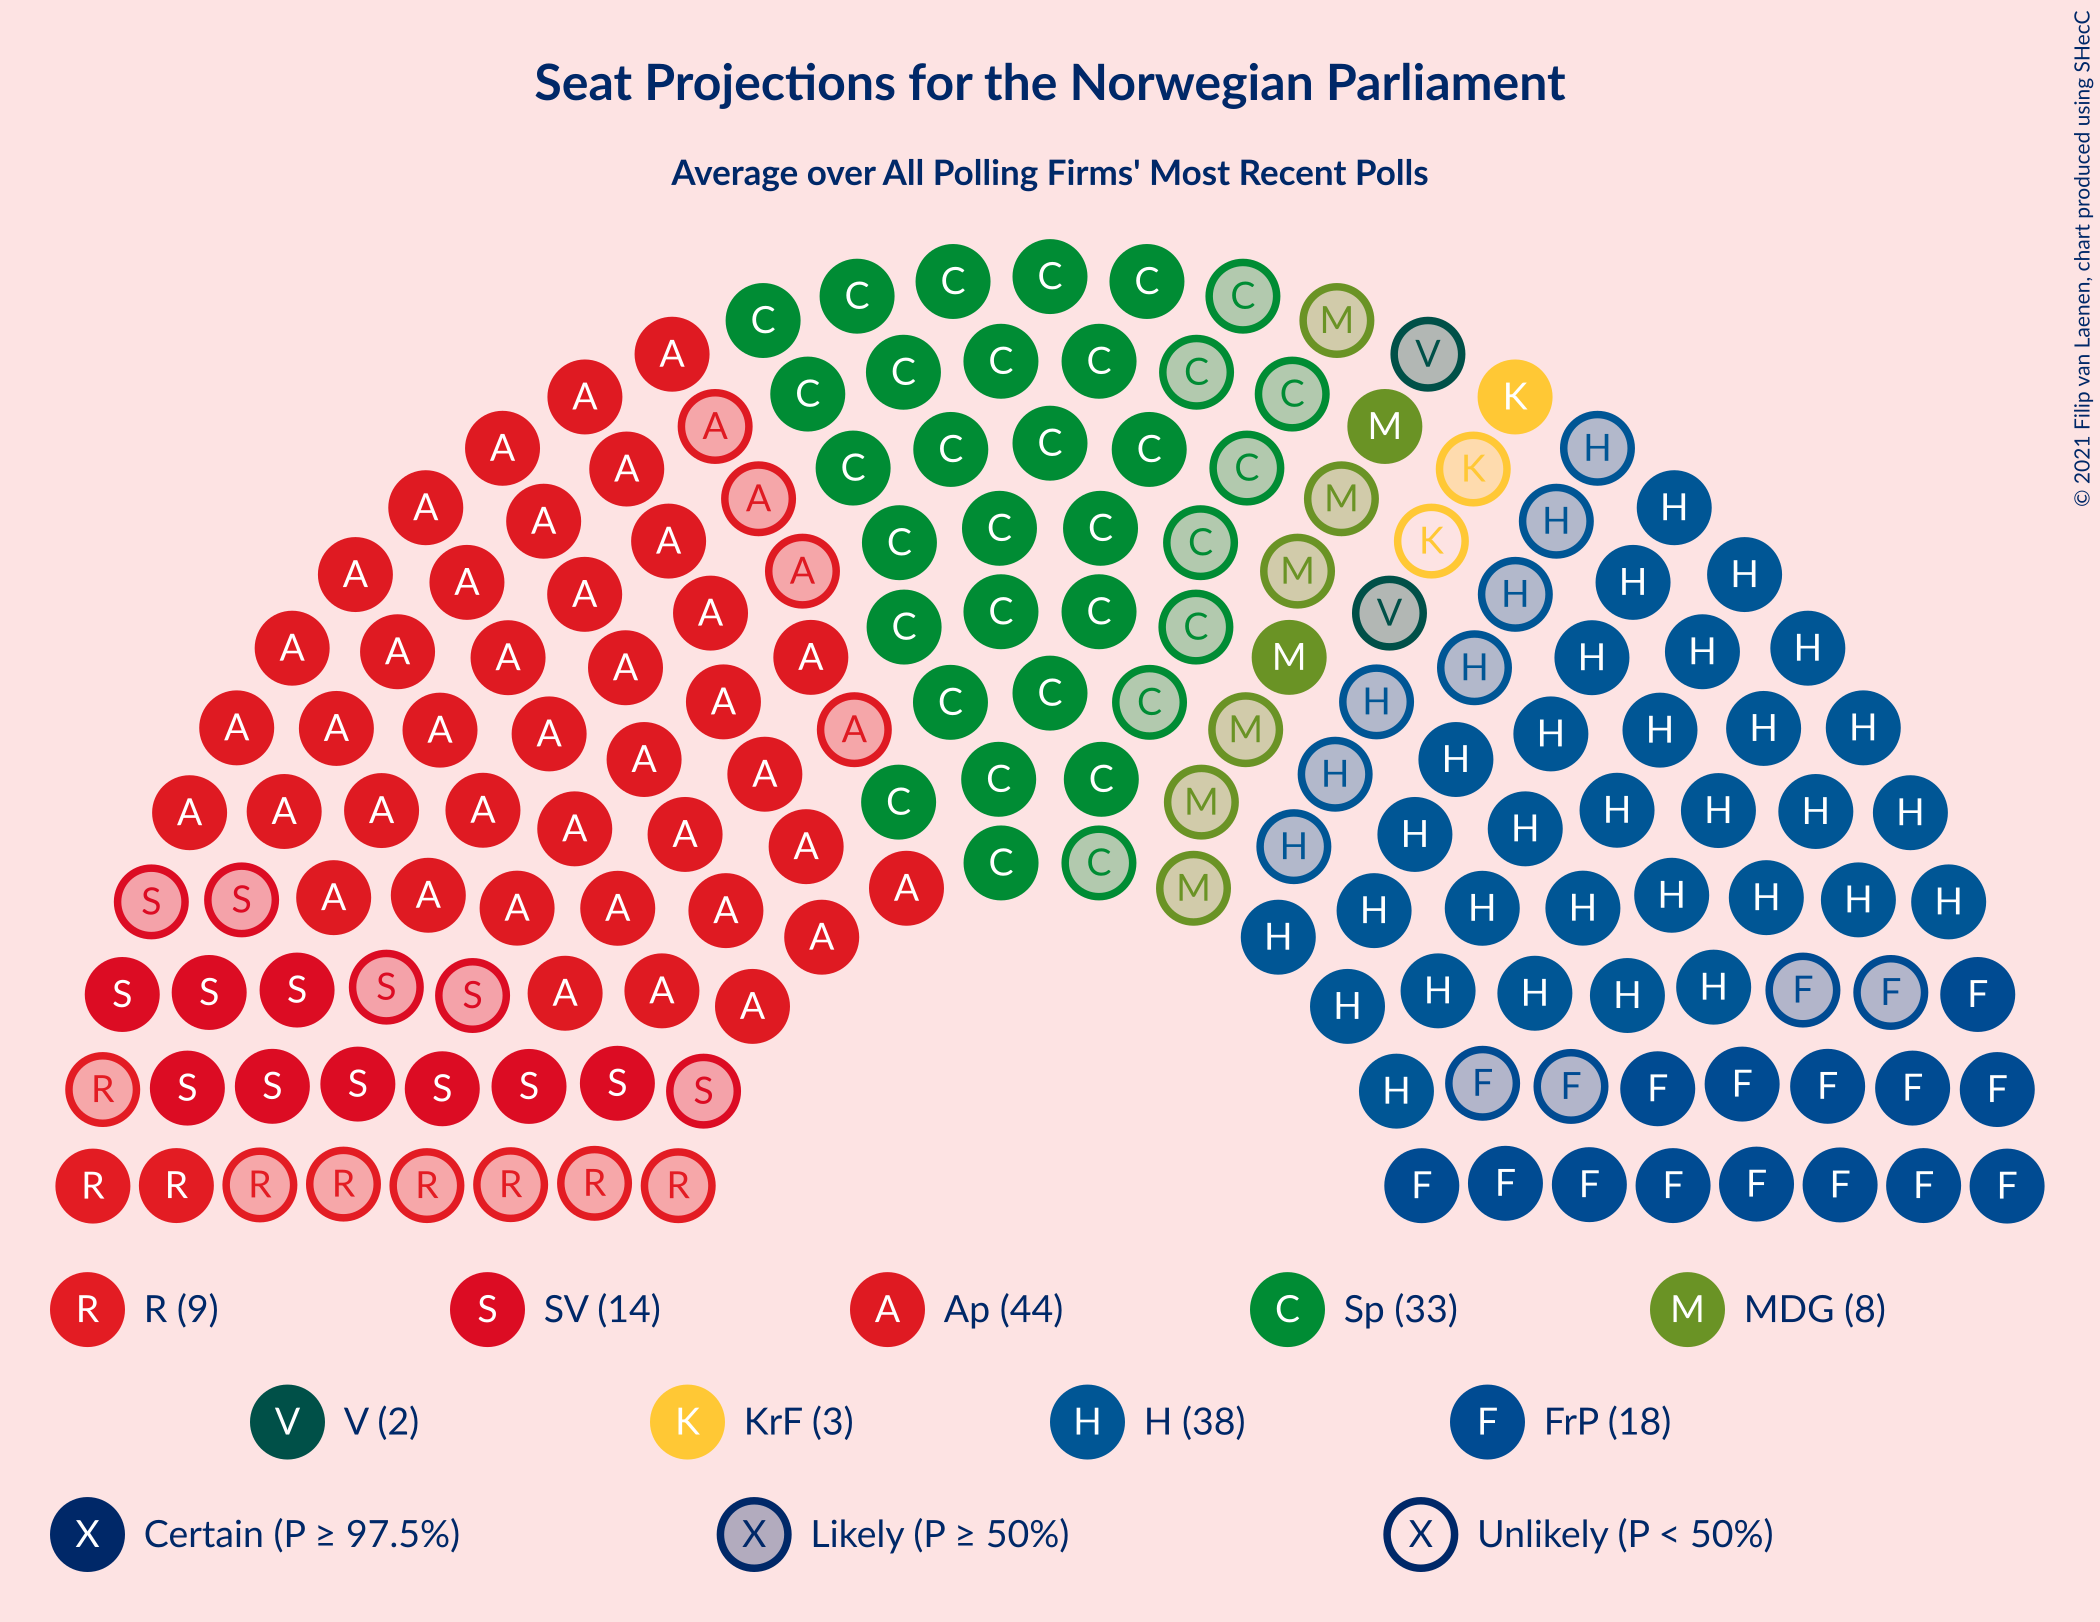 Seat Projections for the Norwegian Parliament
Average over All Polling Firms' Most Recent Polls
© 2021 Filip van Laenen, chart produced using SHecC
C C C C C C M V K H
A A A A A A A A S S R R
C C C C C C M K H H H H H H H H F F F
A A A A A A A A S S R
C C C C C M K H H H H H H F F
A A A A A A A S S R
C C C C M V H H H H H F F
A A A A A A S S R
C C C C M H H H H H F F
A A A A A S S R
C C C M H H H H F F
A A A A S S R
C C C M H H H F F
A A A A S R
C C M H H H F
A A A S R
R R (9) S SV (14) A Ap (44) C Sp (33) M MDG (8)
V V (2) K KrF (3) H H (38) F FrP (18)
X Certain (P ≥ 97.5%) X Likely (P ≥ 50%) X Unlikely (P < 50%)